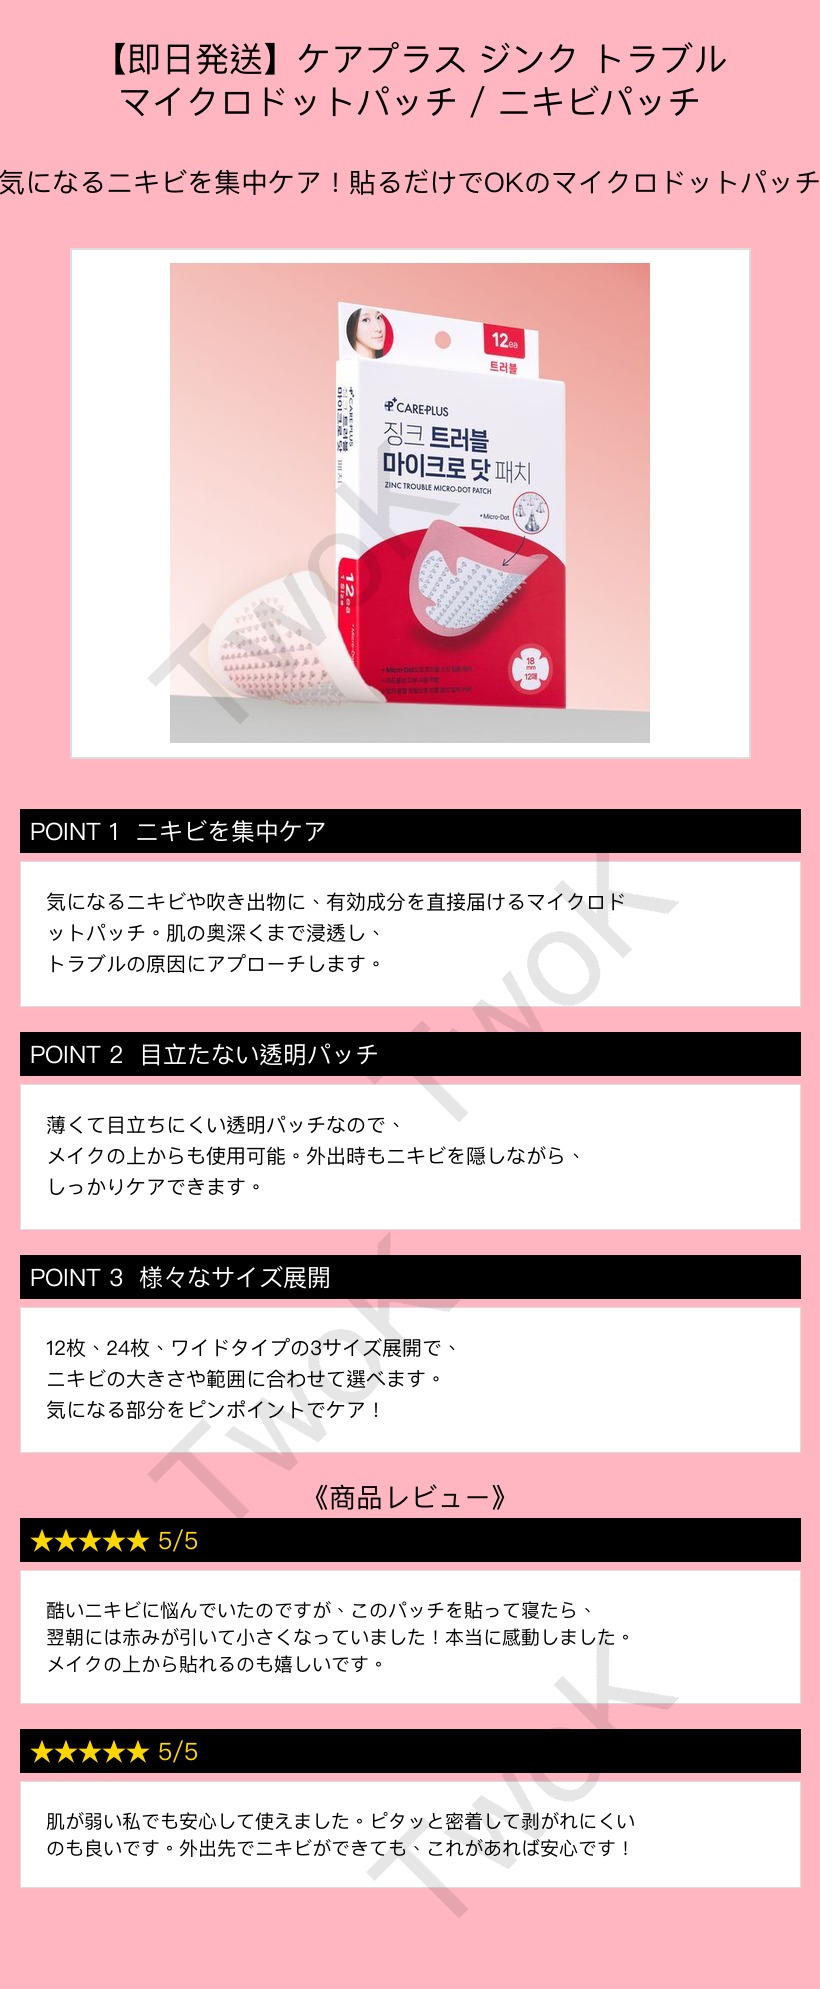 【即日発送】ケアプラス ジンク トラブル
マイクロドットパッチ / ニキビパッチ
気になるニキビを集中ケア！貼るだけでOKのマイクロドットパッチ
12ea
트러블
CAREPLUS
징크 트러블
마이크로 닷 패치
ZINC TROUBLE MICRO-DOT PATCH
• Micro-Dot
CAREPLUS
징크 트러블
마이크로 닷 패치
12ea
18
mm
12매
TwoK
POINT 1 ニキビを集中ケア
気になるニキビや吹き出物に、有効成分を直接届けるマイクロド
ットパッチ。肌の奥深くまで浸透し、
トラブルの原因にアプローチします。
TwoK
POINT 2 目立たない透明パッチ
薄くて目立ちにくい透明パッチなので、
メイクの上からも使用可能。外出時もニキビを隠しながら、
しっかりケアできます。
POINT 3 様々なサイズ展開
12枚、24枚、ワイドタイプの3サイズ展開で、
ニキビの大きさや範囲に合わせて選べます。
気になる部分をピンポイントでケア！
TwoK
《商品レビュー》
★★★★★ 5/5
酷いニキビに悩んでいたのですが、このパッチを貼って寝たら、
翌朝には赤みが引いて小さくなっていました！本当に感動しました。
メイクの上から貼れるのも嬉しいです。
★★★★★ 5/5
肌が弱い私でも安心して使えました。ピタッと密着して剥がれにくい
のも良いです。外出先でニキビができても、これがあれば安心です！
TwoK